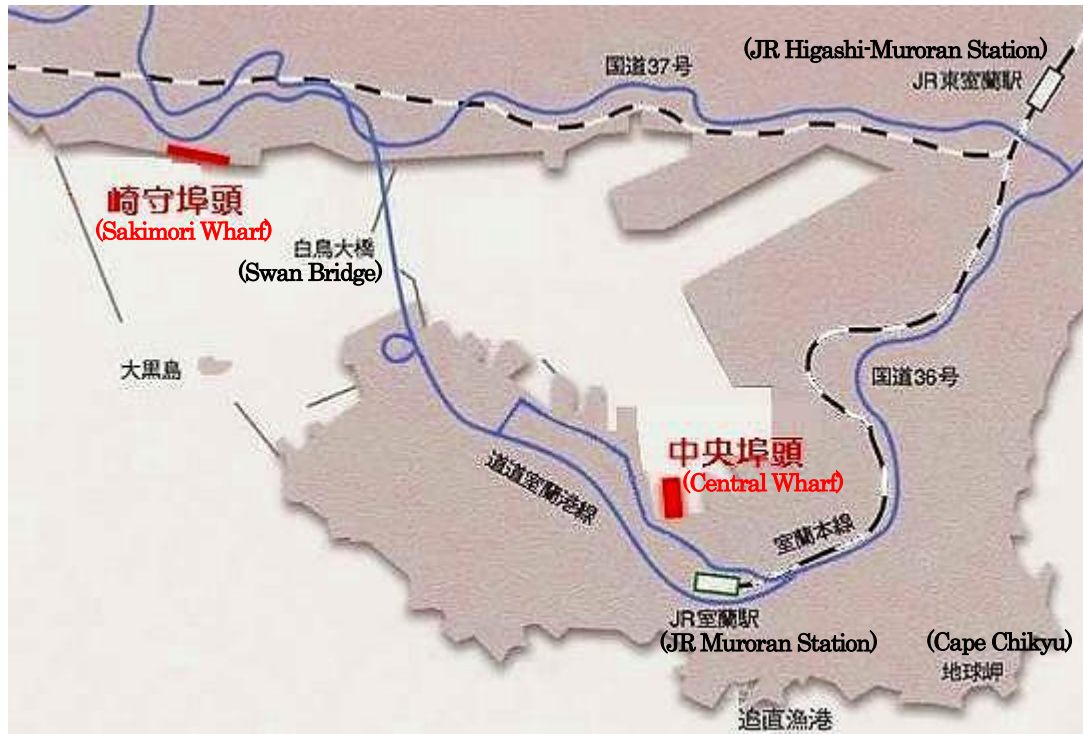 (JR Higashi-Muroran Station)
国道37号
JR東室蘭駅
崎守埠頭
(Sakimori Wharf)
白鳥大橋
(Swan Bridge)
大黒島
国道36号
中央埠頭
(Central Wharf)
道道室蘭港線
室蘭本線
JR室蘭駅
(JR Muroran Station)
(Cape Chikyu)
地球岬
追直漁港